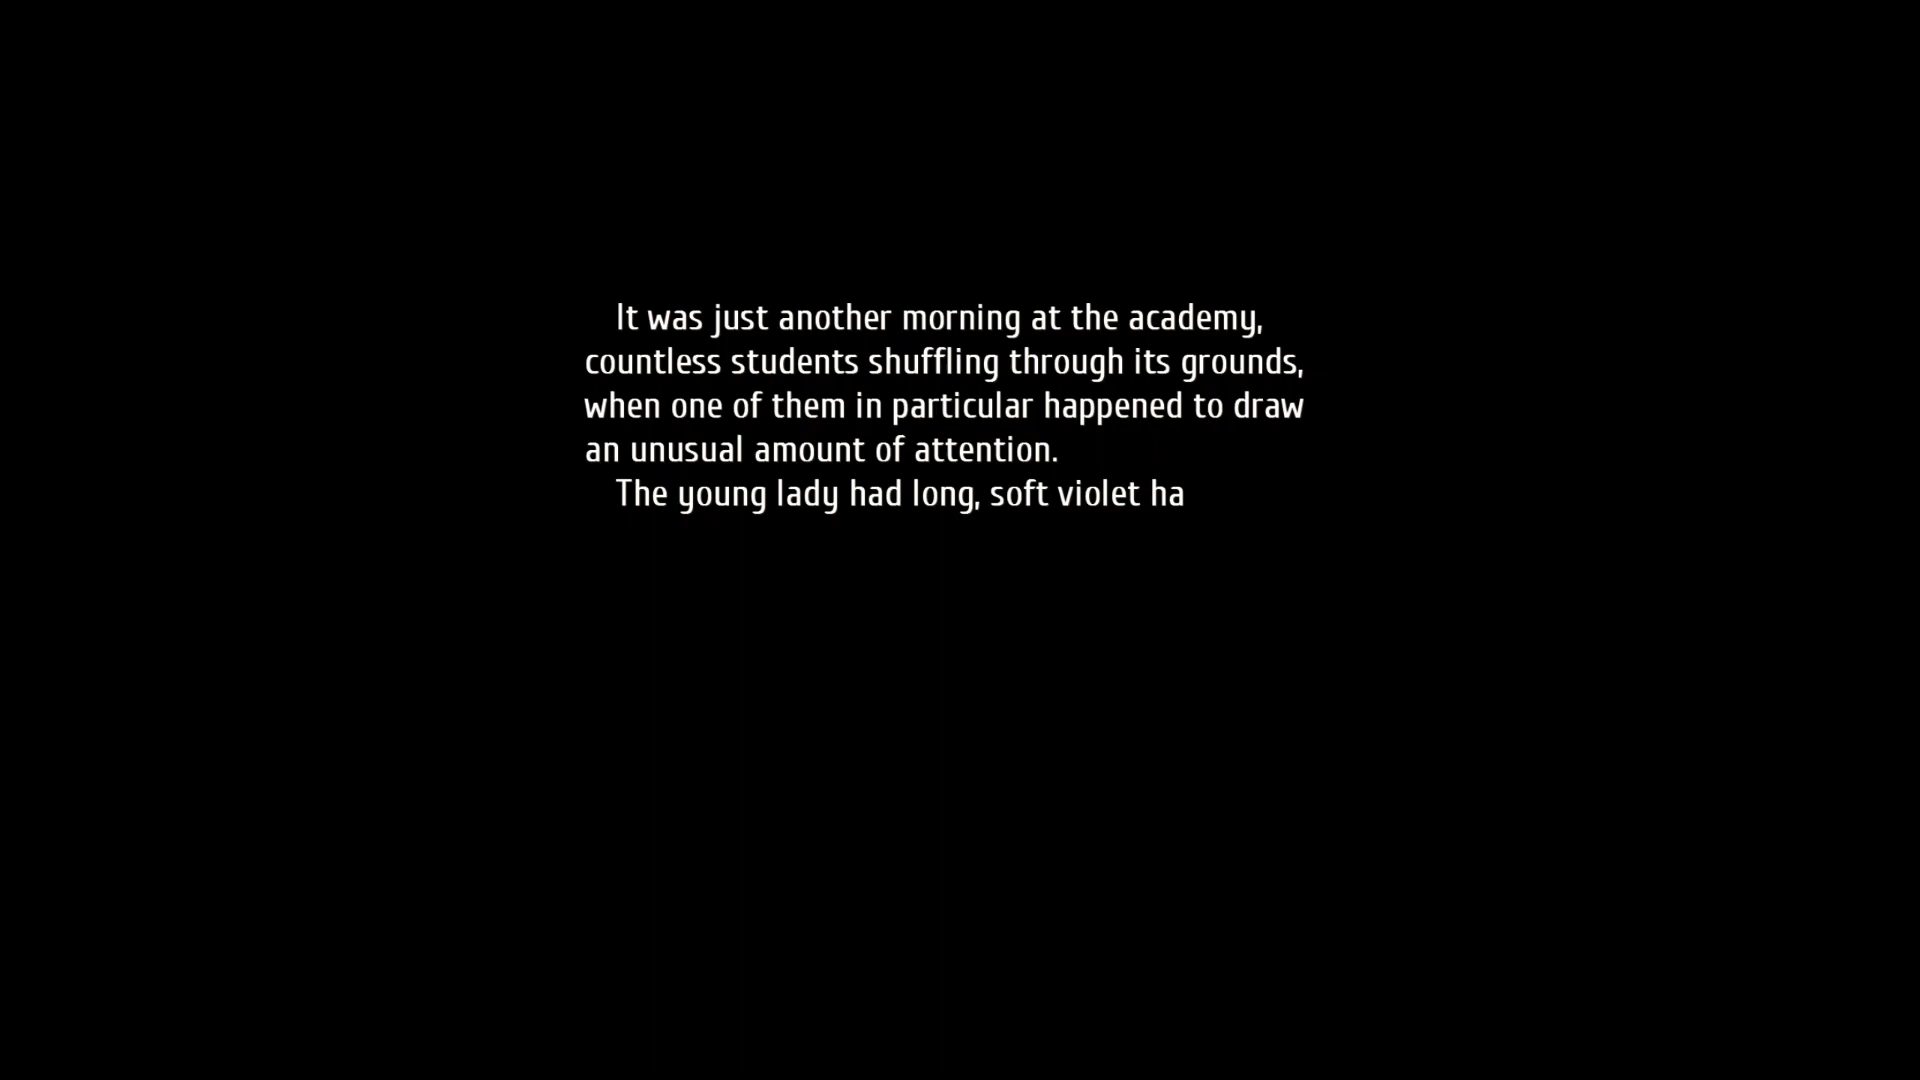 It was just another morning at the academy,
countless students shuffling through its grounds,
when one of them in particular happened to draw
an unusual amount of attention.
The young lady had long, soft violet ha